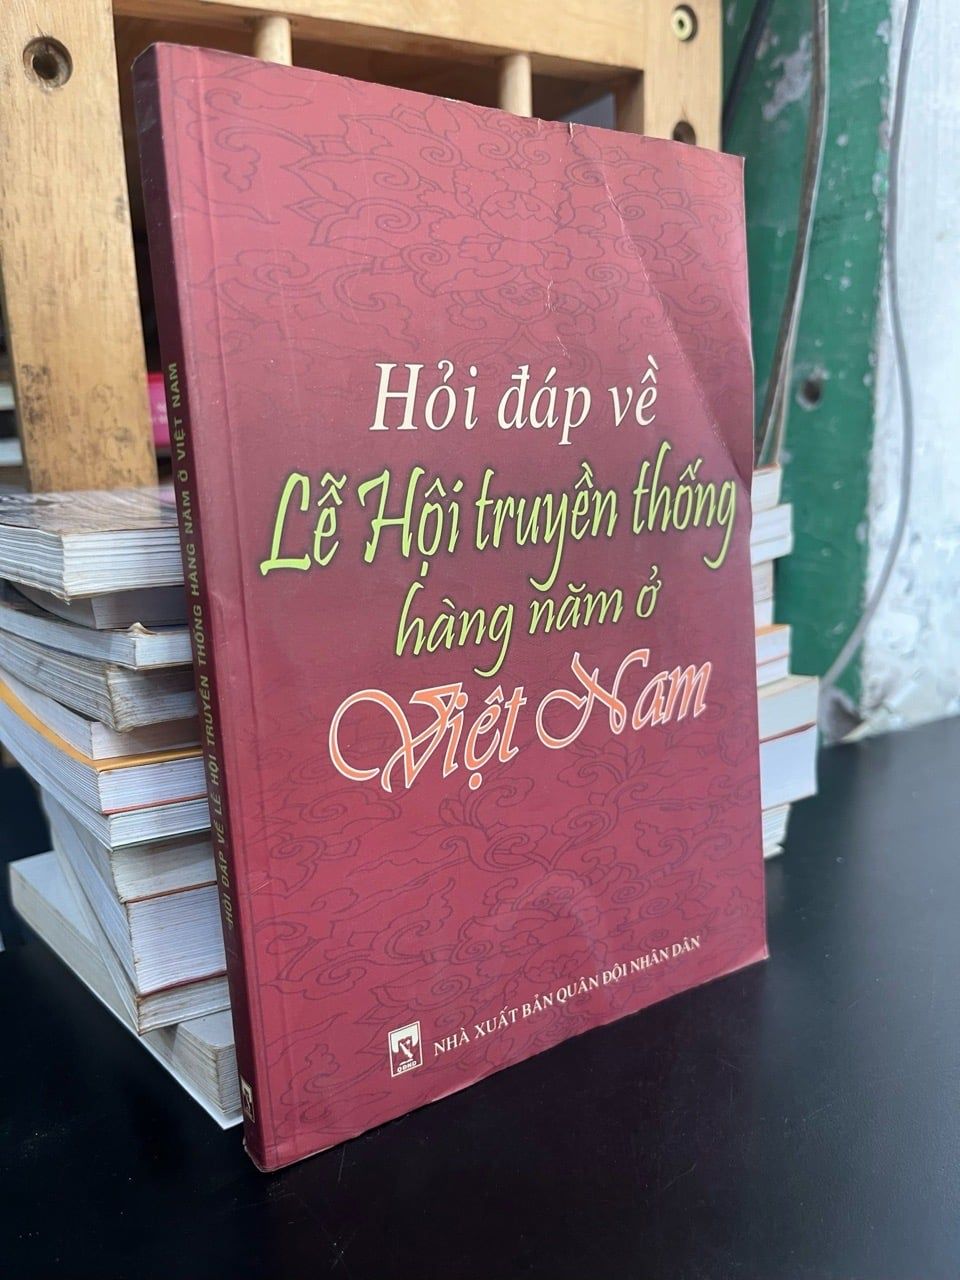 Hỏi đáp về
Lễ Hội truyền thống
hàng năm ở
Việt Nam
NHÀ XUẤT BẢN QUÂN ĐỘI NHÂN DÂN
QĐND
HỎI ĐÁP VỀ LỄ HỘI TRUYỀN THỐNG HÀNG NĂM Ở VIỆT NAM